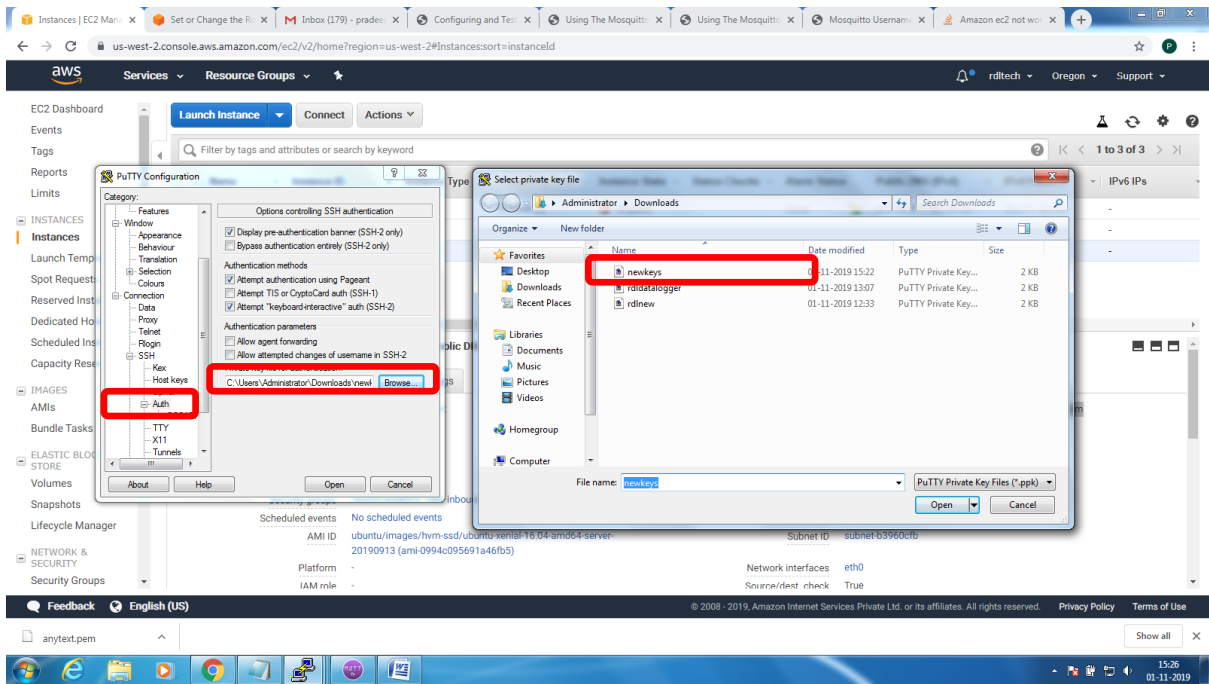 Instances | EC2 Mana
Set or Change the R
Inbox (179) - pradee
Configuring and Tes
Using The Mosquitto
Using The Mosquitto
Mosquitto Usernam
Amazon ec2 not wo
us-west-2.console.aws.amazon.com/ec2/v2/home?region=us-west-2#Instances:sort=instanceId
P
aws
Services
Resource Groups
rdltech
Oregon
Support
EC2 Dashboard
Events
Tags
Reports
Limits
INSTANCES
Instances
Launch Temp
Spot Request
Reserved Inst
Dedicated Ho
Scheduled Ins
Capacity Rese
IMAGES
AMIs
Bundle Tasks
ELASTIC BLOC
STORE
Volumes
Snapshots
Lifecycle Manager
NETWORK &
SECURITY
Security Groups
Launch Instance
Connect
Actions
Filter by tags and attributes or search by keyword
1 to 3 of 3
Type
IPv6 IPs
-
-
-
PuTTY Configuration
Category:
Features
Window
Appearance
Behaviour
Translation
Selection
Colours
Connection
Data
Proxy
Telnet
Rlogin
SSH
Kex
Host keys
Auth
TTY
X11
Tunnels
Options controlling SSH authentication
Display pre-authentication banner (SSH-2 only)
Bypass authentication entirely (SSH-2 only)
Authentication methods
Attempt authentication using Pageant
Attempt TIS or CryptoCard auth (SSH-1)
Attempt "keyboard-interactive" auth (SSH-2)
Authentication parameters
Allow agent forwarding
Allow attempted changes of username in SSH-2
Private key file for authentication:
C:\Users\Administrator\Downloads\newk
Browse...
About
Help
Open
Cancel
Select private key file
Administrator
Downloads
Search Downloads
Organize
New folder
Favorites
Desktop
Downloads
Recent Places
Libraries
Documents
Music
Pictures
Videos
Homegroup
Computer
Name
Date modified
Type
Size
newkeys
-11-2019 15:22
PuTTY Private Key...
2 KB
rdldatalogger
01-11-2019 13:07
PuTTY Private Key...
2 KB
rdlnew
01-11-2019 12:33
PuTTY Private Key...
2 KB
File name:
newkeys
PuTTY Private Key Files (*.ppk)
Open
Cancel
Scheduled events
No scheduled events
AMI ID
ubuntu/images/hvm-ssd/ubuntu-xenial-16.04-amd64-server-
20190913 (ami-0994c095691a46fb5)
Platform
-
IAM role
-
Subnet ID
subnet-b3960cfb
Network interfaces
eth0
Source/dest. check
True
Feedback
English (US)
© 2008 - 2019, Amazon Internet Services Private Ltd. or its affiliates. All rights reserved.
Privacy Policy
Terms of Use
anytext.pem
Show all
15:26
01-11-2019